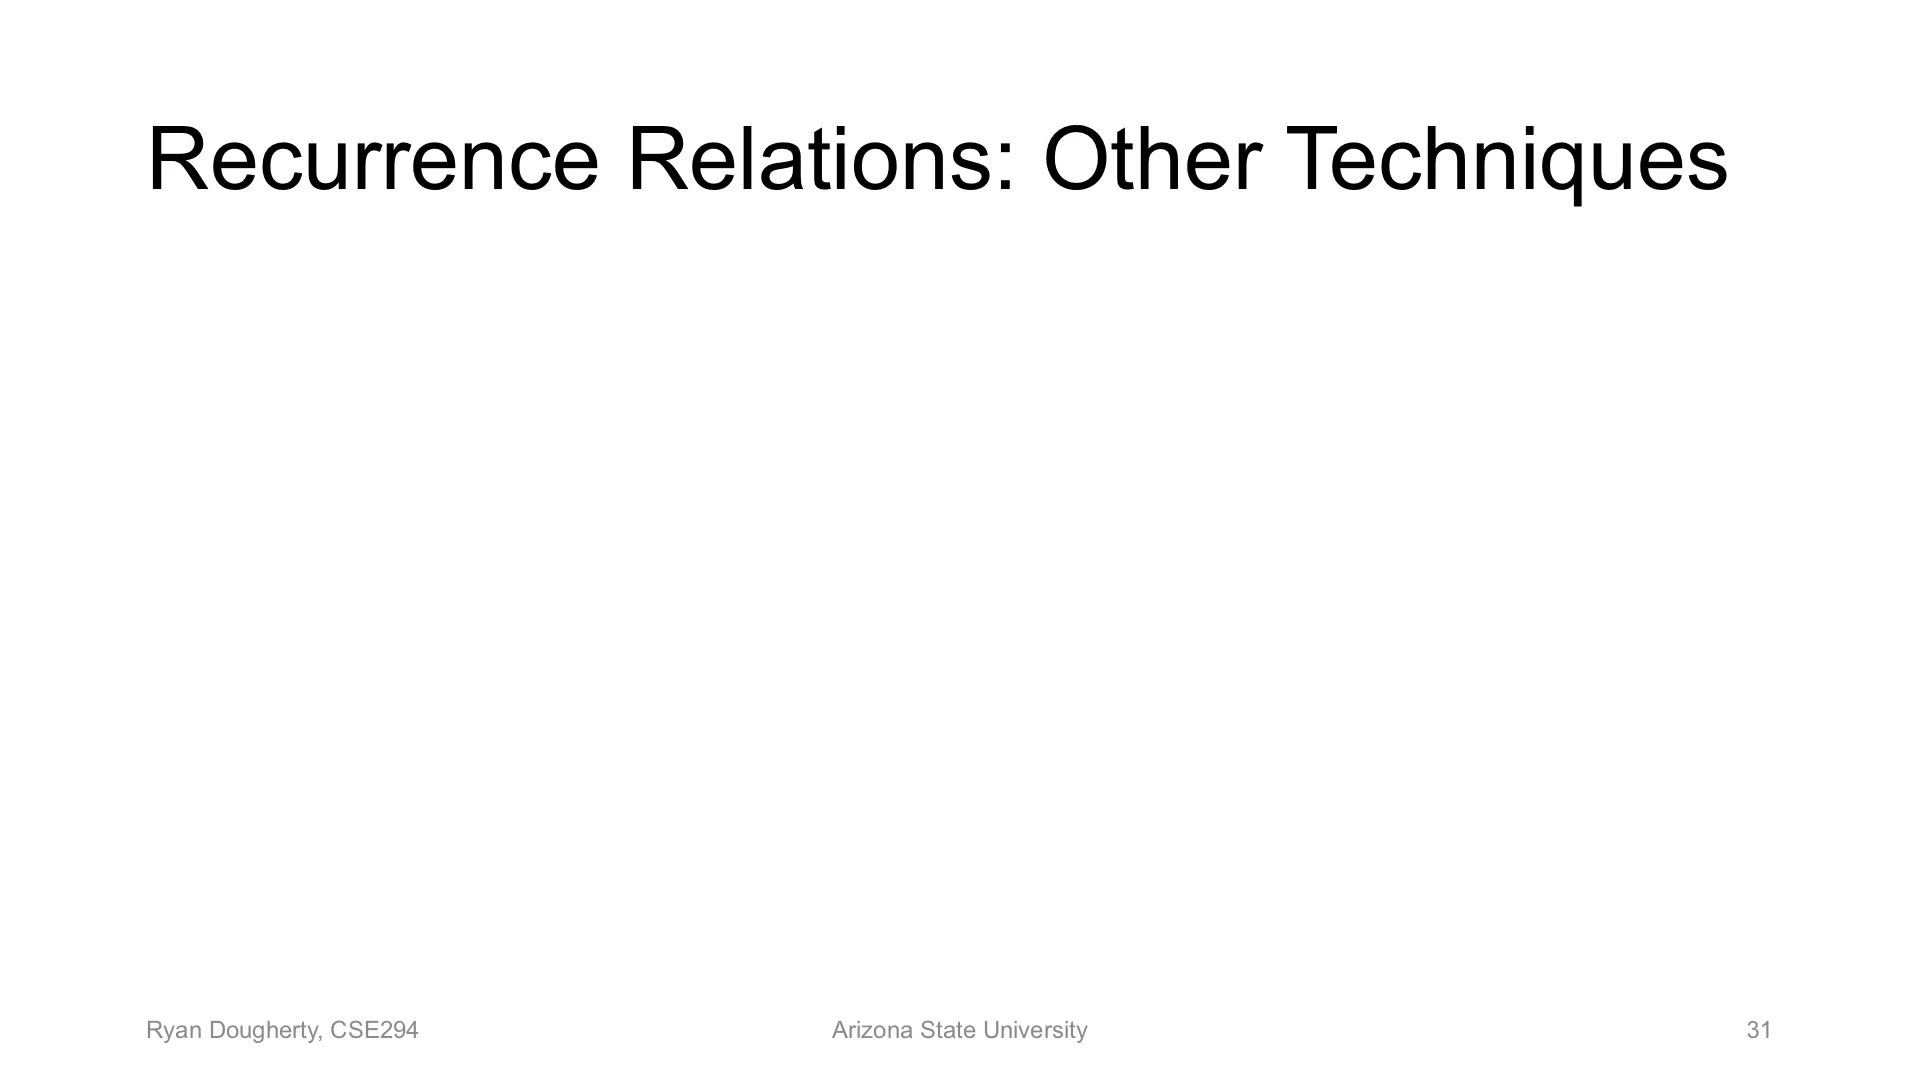 Recurrence Relations: Other Techniques
Ryan Dougherty, CSE294
Arizona State University
31